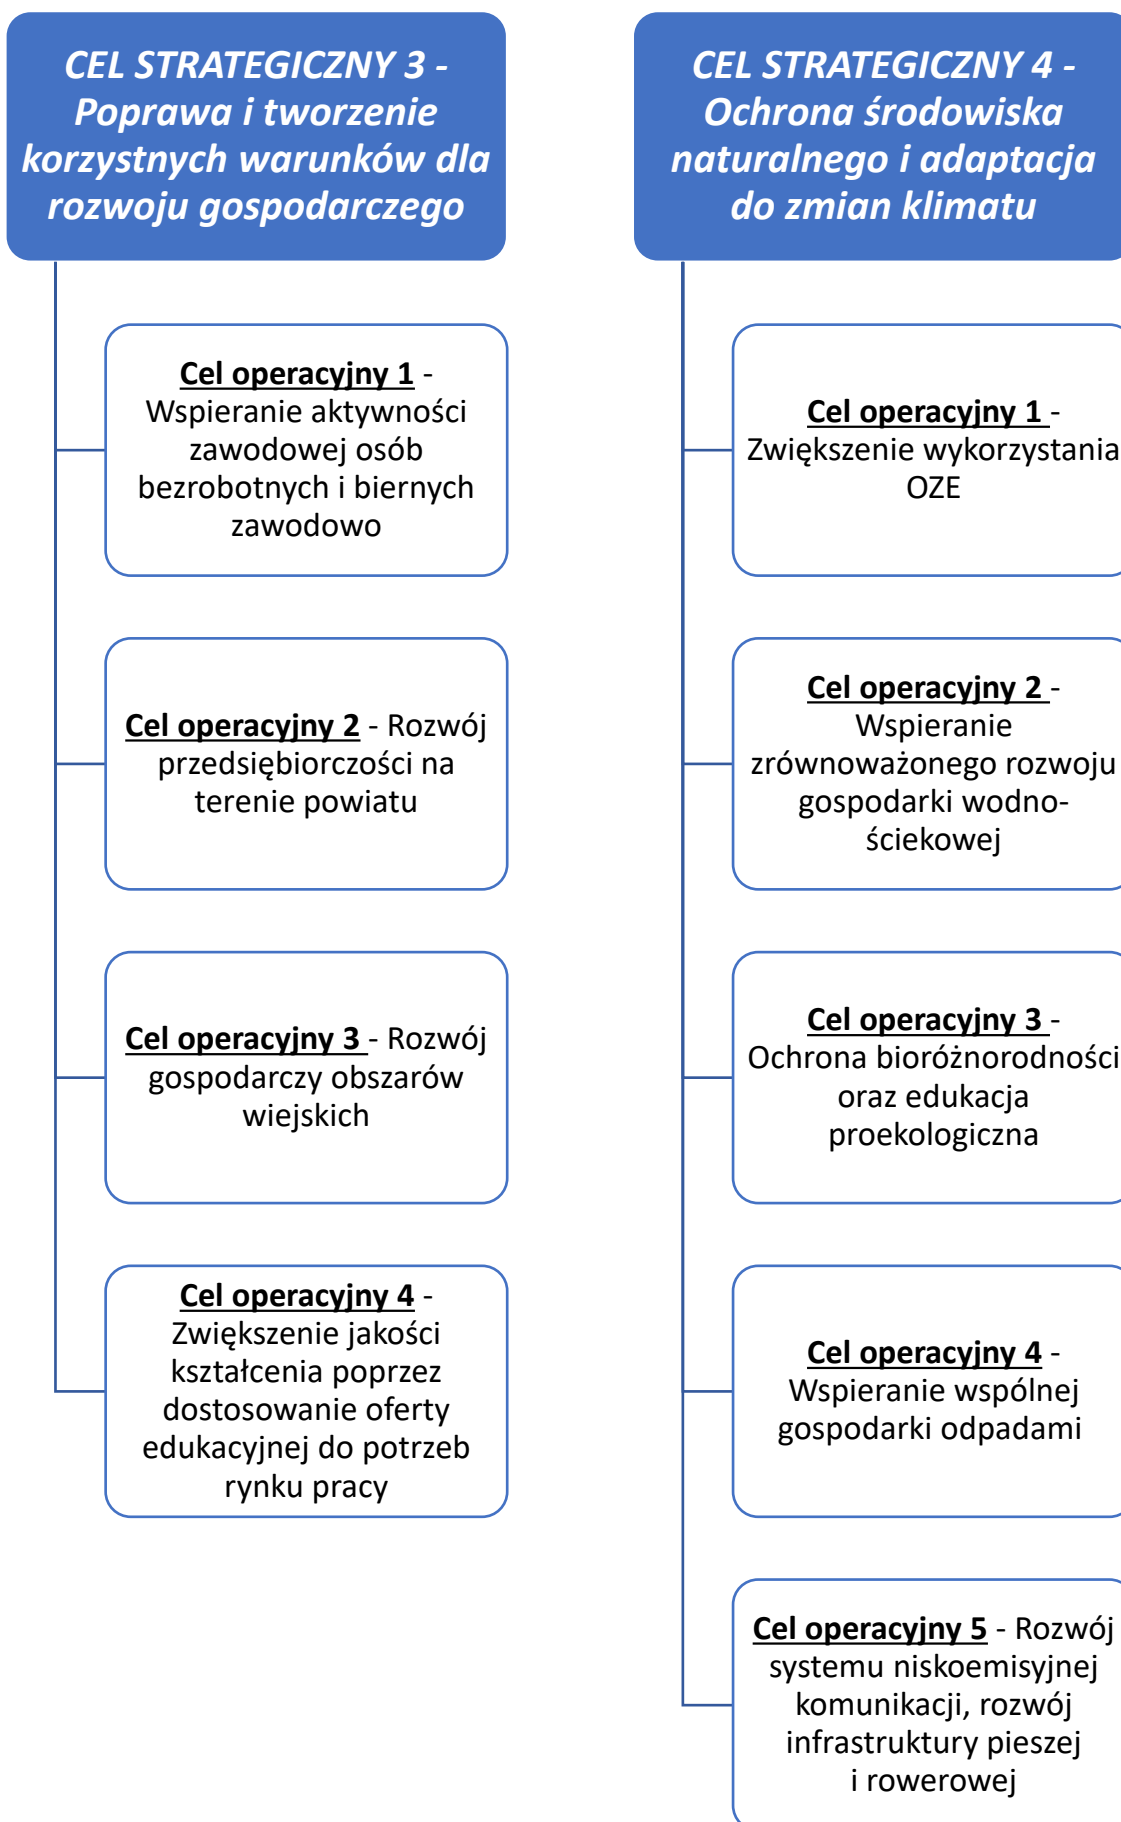 CEL STRATEGICZNY 3 -
Poprawa i tworzenie
korzystnych warunków dla
rozwoju gospodarczego
Cel operacyjny 1 -
Wspieranie aktywności
zawodowej osób
bezrobotnych i biernych
zawodowo
Cel operacyjny 2 - Rozwój
przedsiębiorczości na
terenie powiatu
Cel operacyjny 3 - Rozwój
gospodarczy obszarów
wiejskich
Cel operacyjny 4 -
Zwiększenie jakości
kształcenia poprzez
dostosowanie oferty
edukacyjnej do potrzeb
rynku pracy
CEL STRATEGICZNY 4 -
Ochrona środowiska
naturalnego i adaptacja
do zmian klimatu
Cel operacyjny 1 -
Zwiększenie wykorzystania
OZE
Cel operacyjny 2 -
Wspieranie
zrównoważonego rozwoju
gospodarki wodno-
ściekowej
Cel operacyjny 3 -
Ochrona bioróżnorodności
oraz edukacja
proekologiczna
Cel operacyjny 4 -
Wspieranie wspólnej
gospodarki odpadami
Cel operacyjny 5 - Rozwój
systemu niskoemisyjnej
komunikacji, rozwój
infrastruktury pieszej
i rowerowej